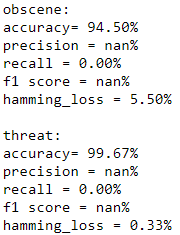 obscene:
accuracy= 94.50%
precision = nan%
recall = 0.00%
f1 score = nan%
hamming_loss = 5.50%

threat:
accuracy= 99.67%
precision = nan%
recall = 0.00%
f1 score = nan%
hamming_loss = 0.33%